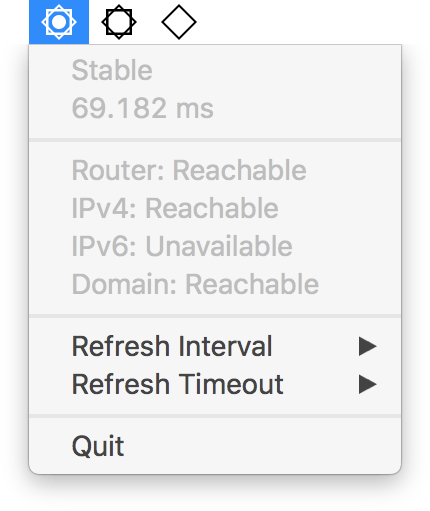 Stable
69.182 ms
Router: Reachable
IPv4: Reachable
IPv6: Unavailable
Domain: Reachable
Refresh Interval
Refresh Timeout
Quit